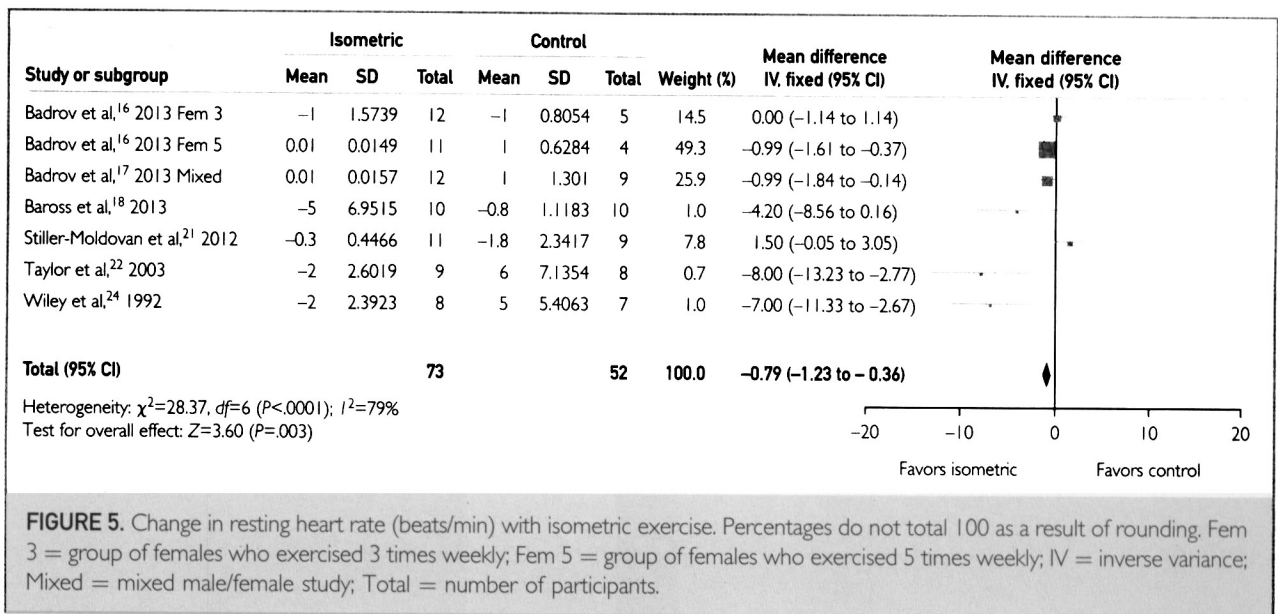 Isometric Control
Mean difference Mean difference
Study or subgroup Mean SD Total Mean SD Total Weight (%) IV, fixed (95% CI) IV, fixed (95% CI)
Badrov et al,16 2013 Fem 3 −1 1.5739 12 −1 0.8054 5 14.5 0.00 (−1.14 to 1.14)
Badrov et al,16 2013 Fem 5 0.01 0.0149 11 1 0.6284 4 49.3 −0.99 (−1.61 to −0.37)
Badrov et al,17 2013 Mixed 0.01 0.0157 12 1 1.301 9 25.9 −0.99 (−1.84 to −0.14)
Baross et al,18 2013 −5 6.9515 10 −0.8 1.1183 10 1.0 −4.20 (−8.56 to 0.16)
Stiller-Moldovan et al,21 2012 −0.3 0.4466 11 −1.8 2.3417 9 7.8 1.50 (−0.05 to 3.05)
Taylor et al,22 2003 −2 2.6019 9 6 7.1354 8 0.7 −8.00 (−13.23 to −2.77)
Wiley et al,24 1992 −2 2.3923 8 5 5.4063 7 1.0 −7.00 (−11.33 to −2.67)
Total (95% CI) 73 52 100.0 −0.79 (−1.23 to − 0.36)
Heterogeneity: χ2=28.37, df=6 (P<.0001); I2=79%
Test for overall effect: Z=3.60 (P=.003)
−20 −10 0 10 20
Favors isometric Favors control
FIGURE 5. Change in resting heart rate (beats/min) with isometric exercise. Percentages do not total 100 as a result of rounding. Fem
3 = group of females who exercised 3 times weekly; Fem 5 = group of females who exercised 5 times weekly; IV = inverse variance;
Mixed = mixed male/female study; Total = number of participants.